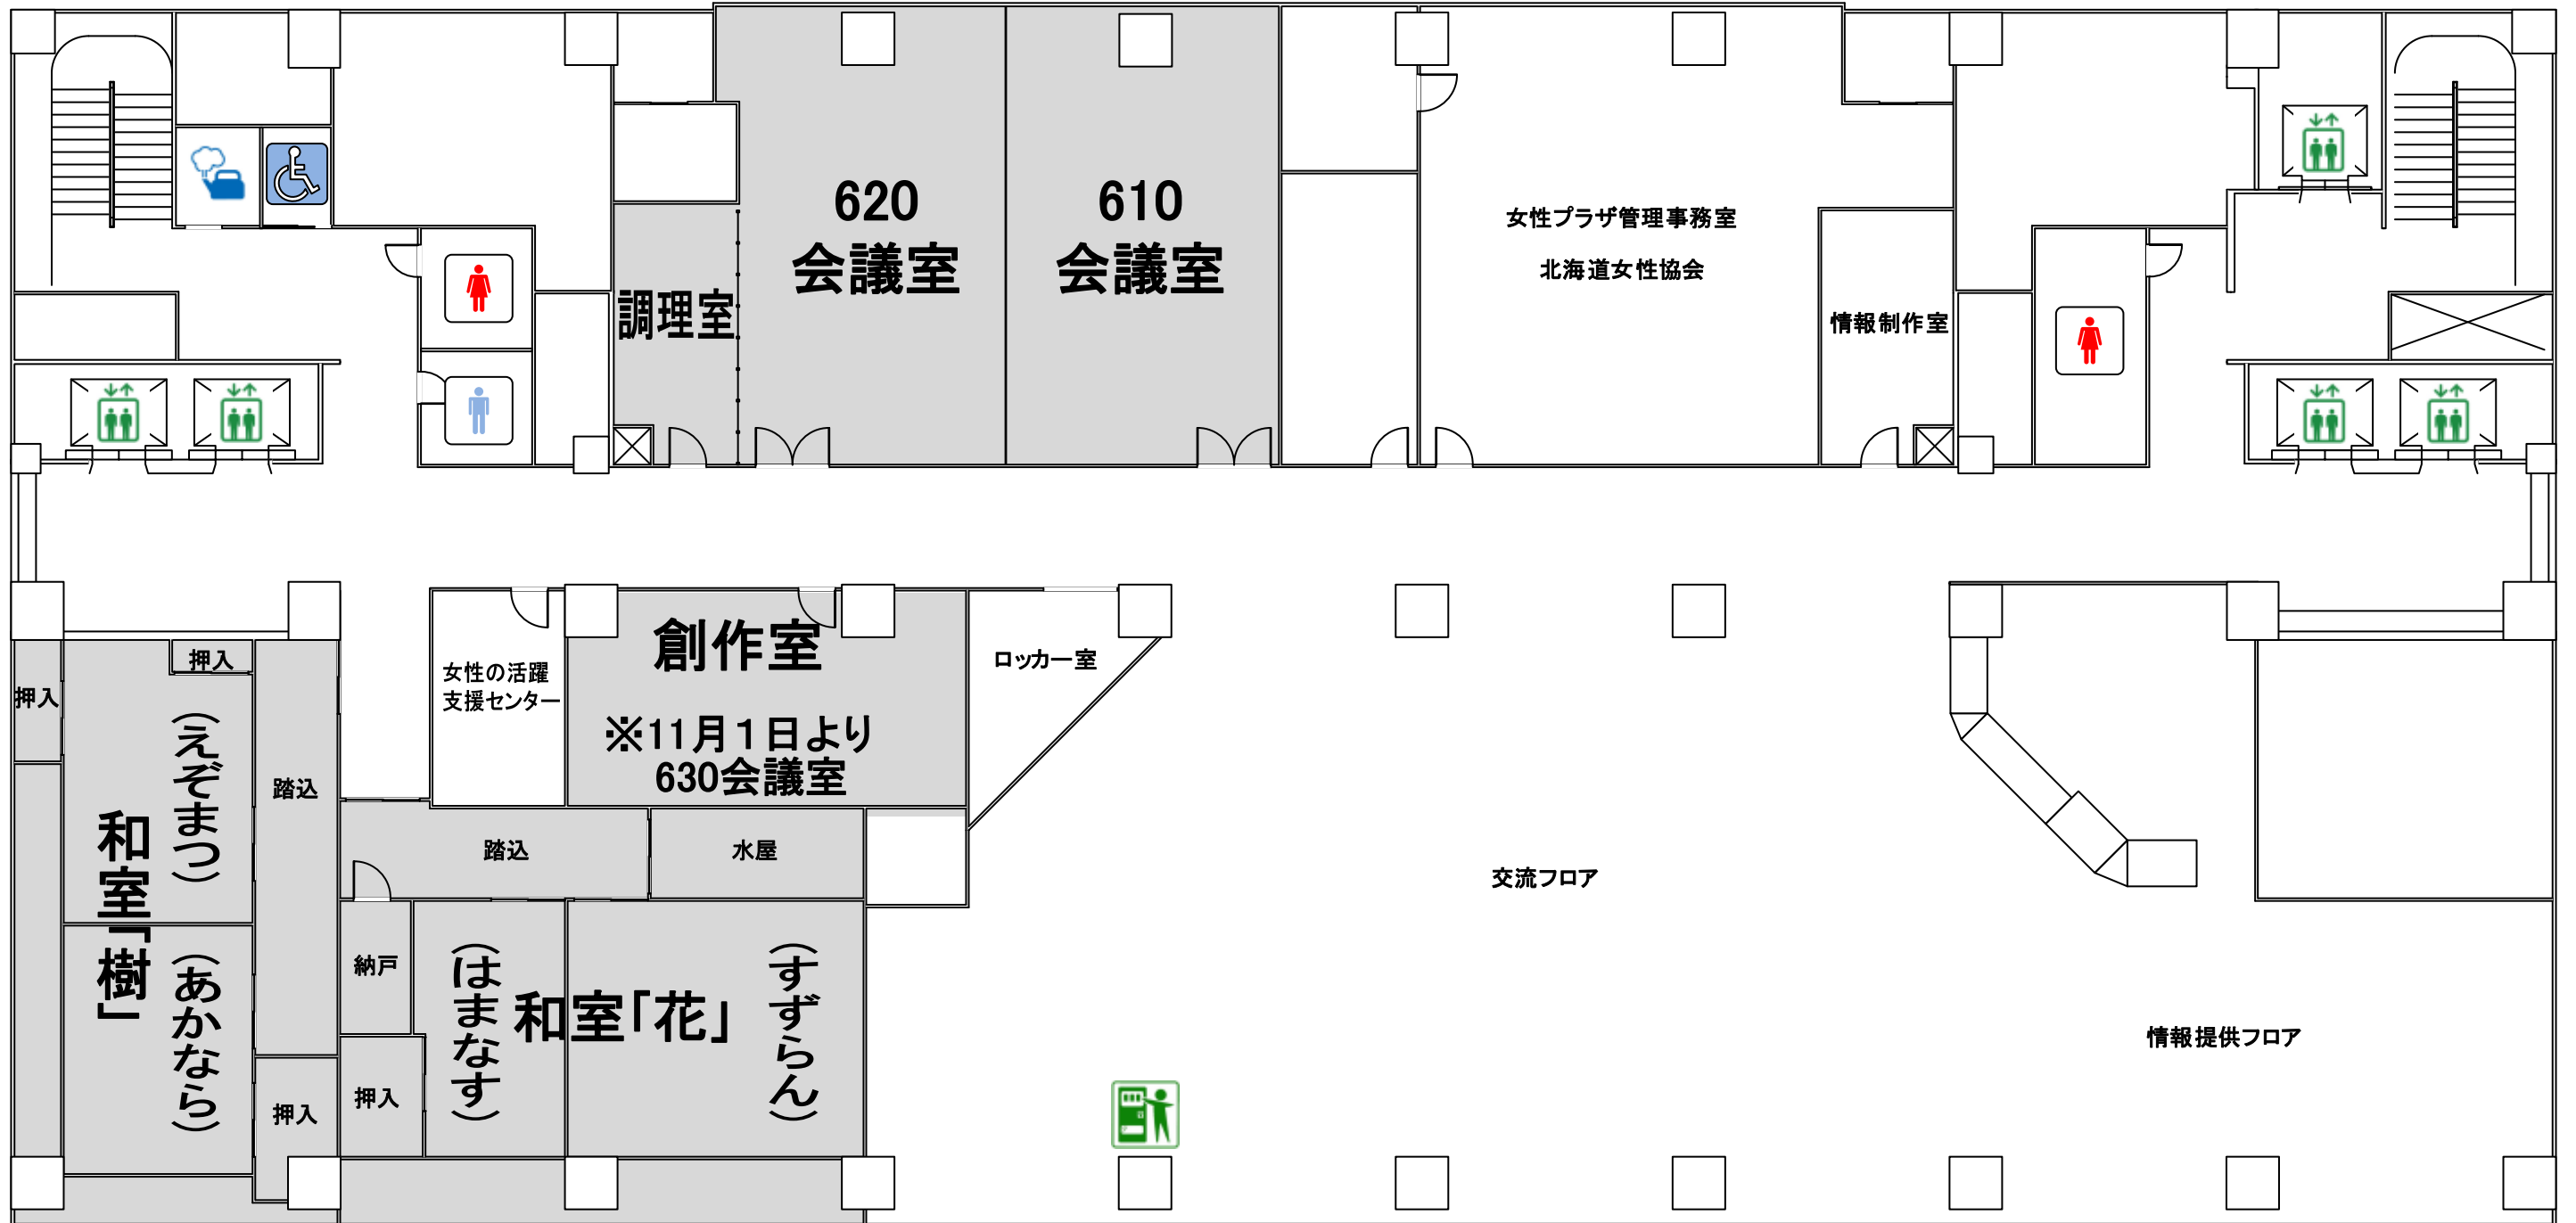 620
会議室
610
会議室
調理室
女性プラザ管理事務室
北海道女性協会
情報制作室
押入
押入
(えぞまつ)
踏込
和室「樹」
(あかなら)
押入
女性の活躍
支援センター
創作室
※11月1日より
630会議室
ロッカー室
踏込
水屋
納戸
押入
(はまなす)
和室「花」
(すずらん)
交流フロア
情報提供フロア